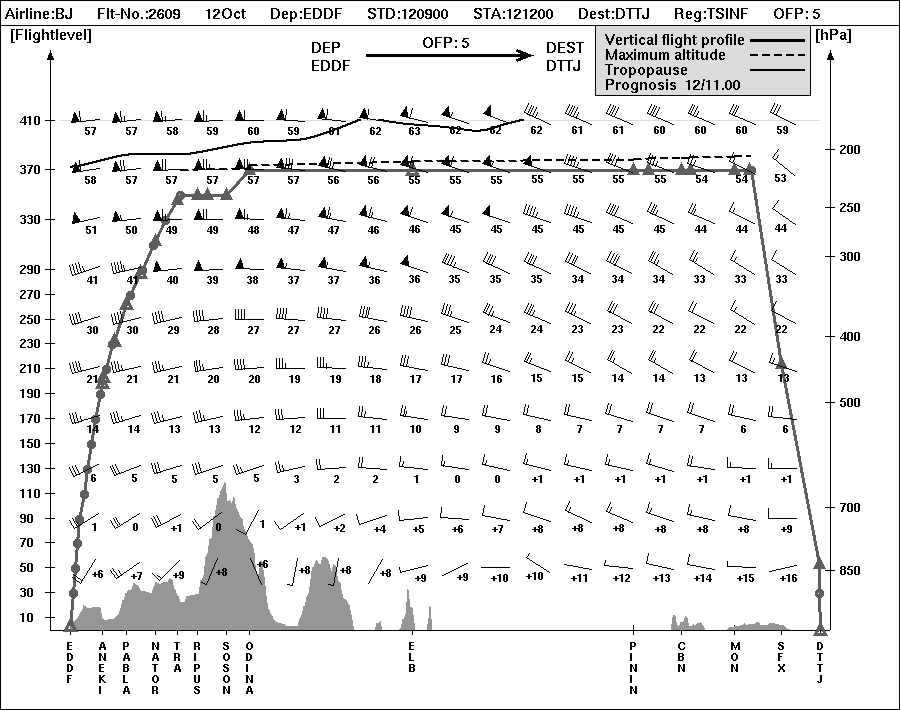 Airline:BJ Flt-No.:2609 12Oct Dep:EDDF STD:120900 STA:121200 Dest:DTTJ Reg:TSINF OFP: 5
[Flightlevel] [hPa]
OFP: 5
DEP DEST
EDDF DTTJ
Vertical flight profile
Maximum altitude
Tropopause
Prognosis 12/11.00
410
57 57 58 59 60 59 61 62 63 62 62 62 61 61 60 60 60 59
200
370
58 57 57 57 57 57 56 56 55 55 55 55 55 55 55 54 54 53
250
330
51 50 49 49 48 47 47 46 46 45 45 45 45 45 45 44 44 44
300
290
41 41 40 39 38 37 37 36 36 35 35 35 34 34 34 33 33 33
270
250
30 30 29 28 27 27 27 26 26 25 24 24 23 23 22 22 22 22
400
230
210
21 21 21 20 20 19 19 18 17 17 16 15 15 14 14 13 13 13
190
500
170
14 14 13 13 12 12 11 11 10 9 9 8 7 7 7 7 6 6
150
130
6 5 5 5 5 3 2 2 1 0 0 +1 +1 +1 +1 +1 +1 +1
110
700
90
1 0 +1 0 1 +1 +2 +4 +5 +6 +7 +8 +8 +8 +8 +8 +8 +9
70
50
+6 +7 +9 +8 +6 +8 +8 +8 +9 +9 +10 +10 +11 +12 +13 +14 +15 +16
850
30
10
EDDF ANEKI PABLA NATOR TRA RIPUS SOSON ODINA ELB PININ CBN MON SFX DTTJ